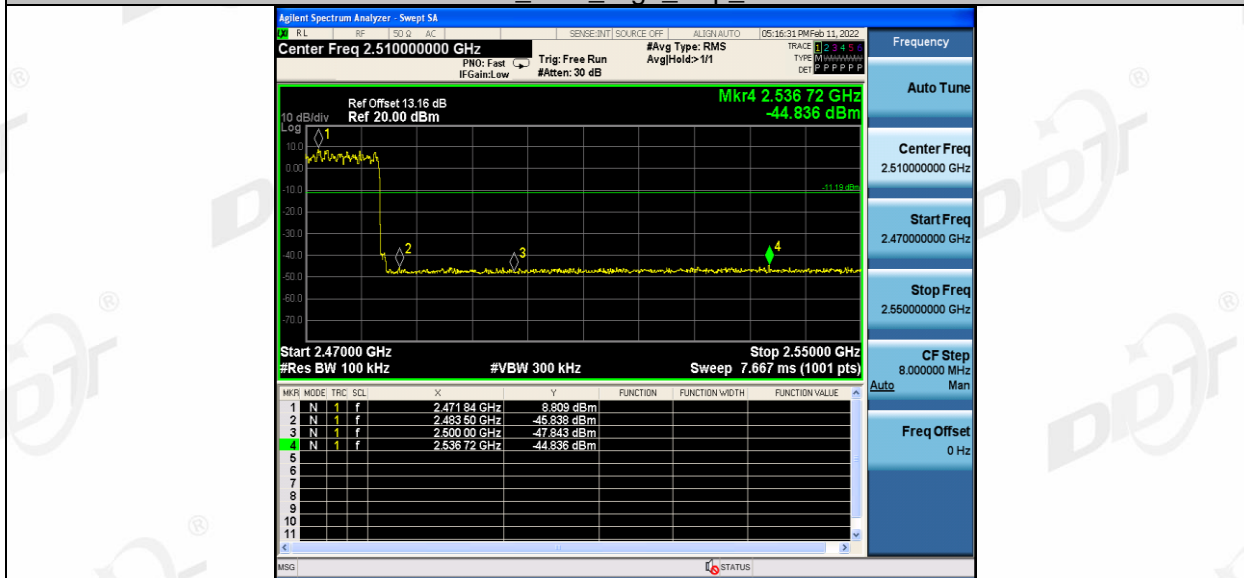 Agilent Spectrum Analyzer - Swept SA
RL RF 50 Ω AC SENSE:INT SOURCE OFF ALIGN AUTO 05:16:31 PM Feb 11, 2022
Center Freq 2.510000000 GHz
PNO: Fast
IFGain:Low
Trig: Free Run
#Atten: 30 dB
#Avg Type: RMS
Avg|Hold:>1/1
TRACE 1 2 3 4 5 6
TYPE M
DET P P P P P P
Frequency
Mkr4 2.536 72 GHz
-44.836 dBm
Ref Offset 13.16 dB
10 dB/div Ref 20.00 dBm
Log
10.0
0.00
-10.0
-20.0
-30.0
-40.0
-50.0
-60.0
-70.0
1
2
3
4
-11.19 dBm
Start 2.47000 GHz Stop 2.55000 GHz
#Res BW 100 kHz #VBW 300 kHz Sweep 7.667 ms (1001 pts)
MKR MODE TRC SCL X Y FUNCTION FUNCTION WIDTH FUNCTION VALUE
1 N 1 f 2.471 84 GHz 8.809 dBm
2 N 1 f 2.483 50 GHz -45.838 dBm
3 N 1 f 2.500 00 GHz -47.843 dBm
4 N 1 f 2.536 72 GHz -44.836 dBm
5
6
7
8
9
10
11
MSG STATUS
Auto Tune
Center Freq
2.510000000 GHz
Start Freq
2.470000000 GHz
Stop Freq
2.550000000 GHz
CF Step
8.000000 MHz
Auto Man
Freq Offset
0 Hz